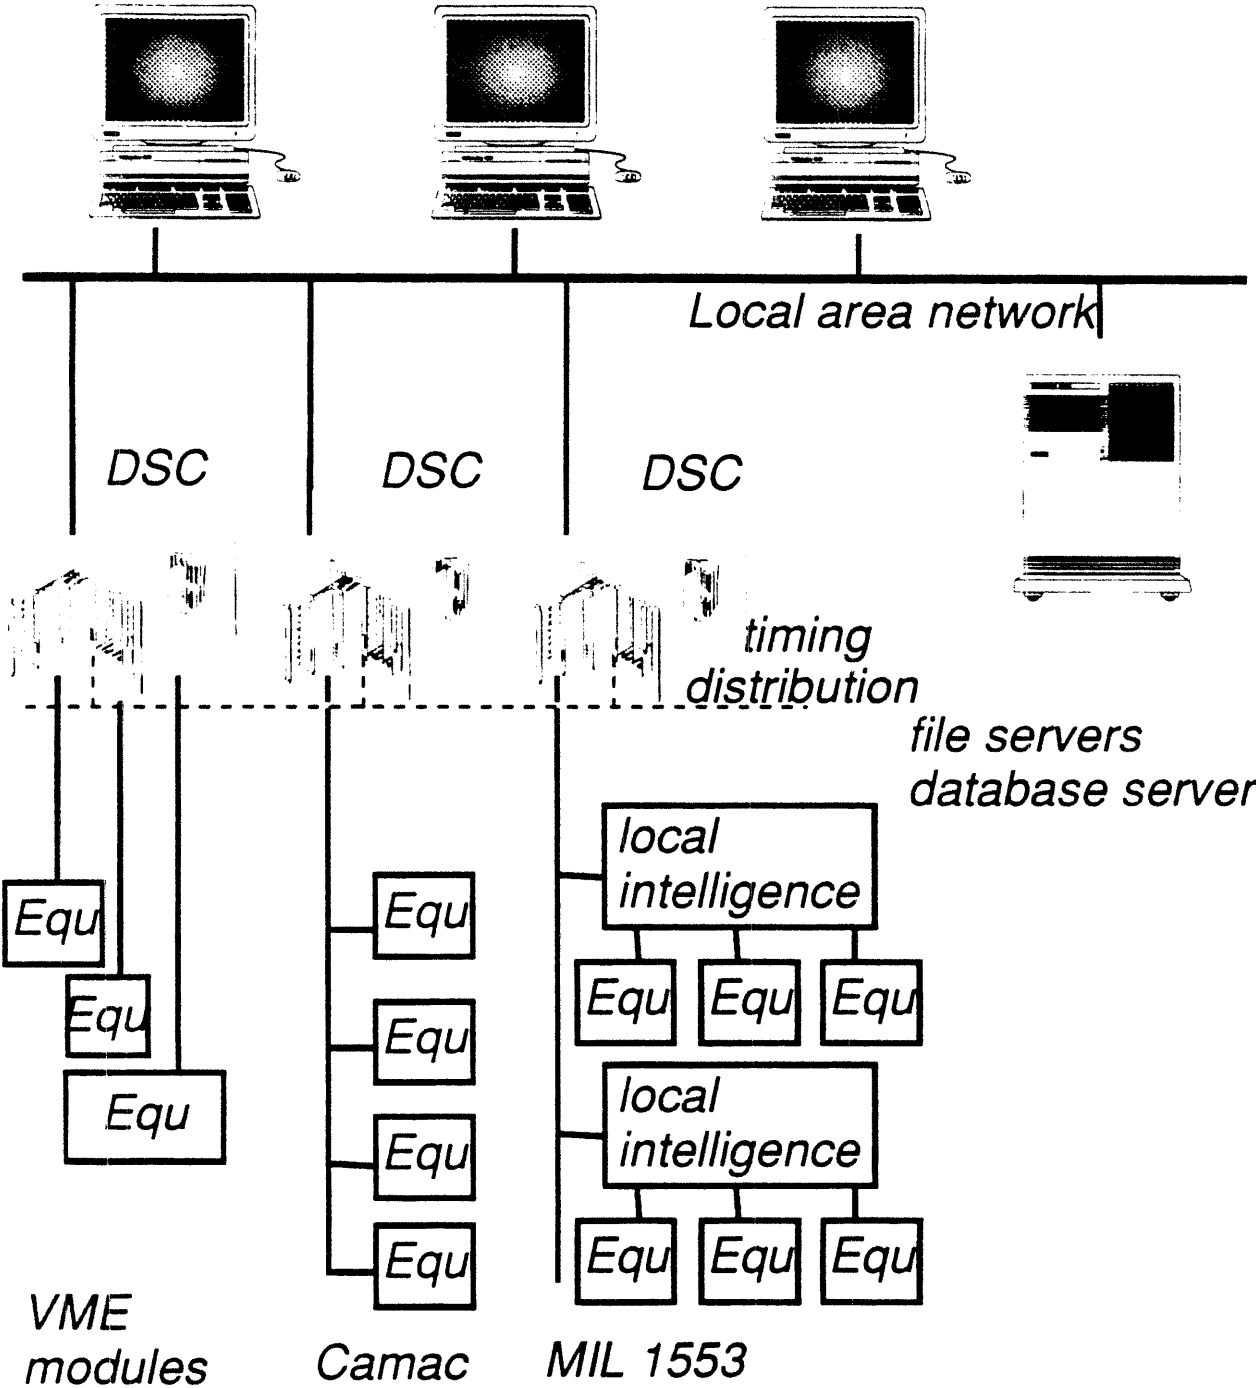 Local area network
DSC
DSC
DSC
timing
distribution
file servers
database server
local
intelligence
Equ
Equ
Equ
Equ
Equ
Equ
Equ
Equ
local
intelligence
Equ
Equ
Equ
Equ
Equ
VME
modules
Camac
MIL 1553